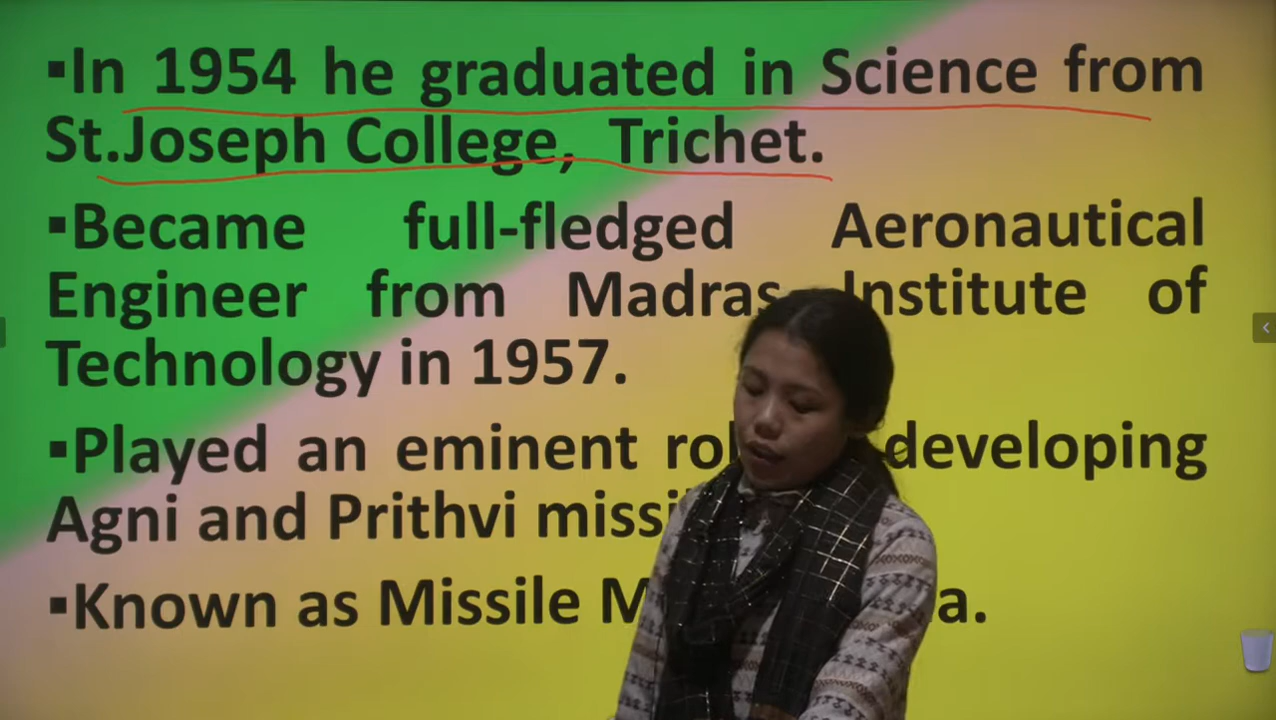 ▪In 1954 he graduated in Science from
St.Joseph College, Trichet.
▪Became full-fledged Aeronautical
Engineer from Madras Institute of
Technology in 1957.
▪Played an eminent developing
Agni and Prithvi
▪Known as Missile